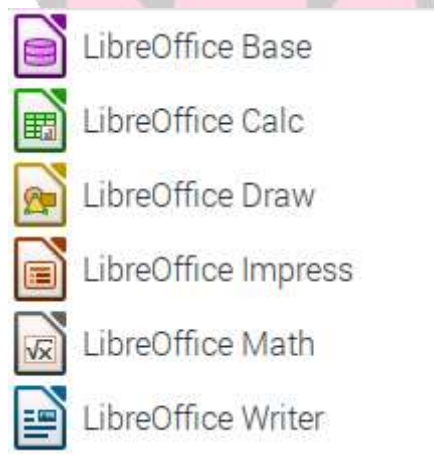 LibreOffice Base
LibreOffice Calc
LibreOffice Draw
LibreOffice Impress
LibreOffice Math
LibreOffice Writer